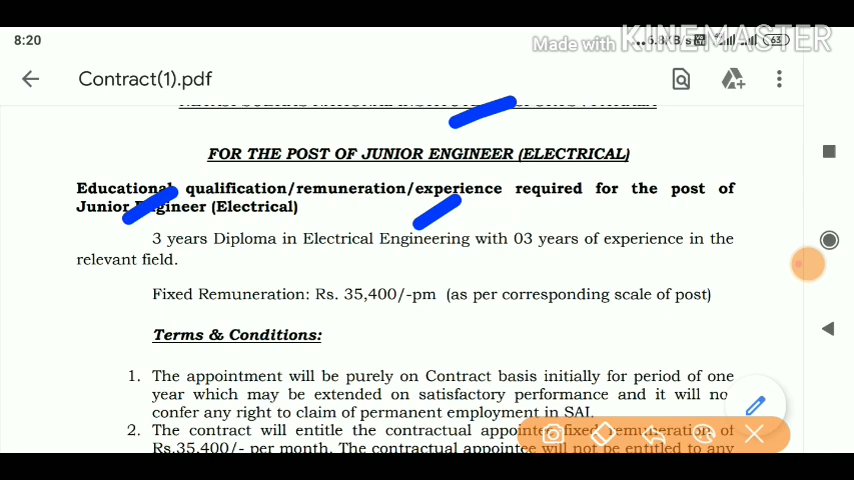 Made with KINEMASTER
8:20
6.8KB/s 63
Contract(1).pdf
FOR THE POST OF JUNIOR ENGINEER (ELECTRICAL)
Educational qualification/remuneration/experience required for the post of
Junior Engineer (Electrical)
3 years Diploma in Electrical Engineering with 03 years of experience in the
relevant field.
Fixed Remuneration: Rs. 35,400/-pm (as per corresponding scale of post)
Terms & Conditions:
1. The appointment will be purely on Contract basis initially for period of one
year which may be extended on satisfactory performance and it will no
confer any right to claim of permanent employment in SAI.
2. The contract will entitle the contractual appointee fixed remuneration of
Rs.35,400/- per month. The contractual appointee will not be entitled to any